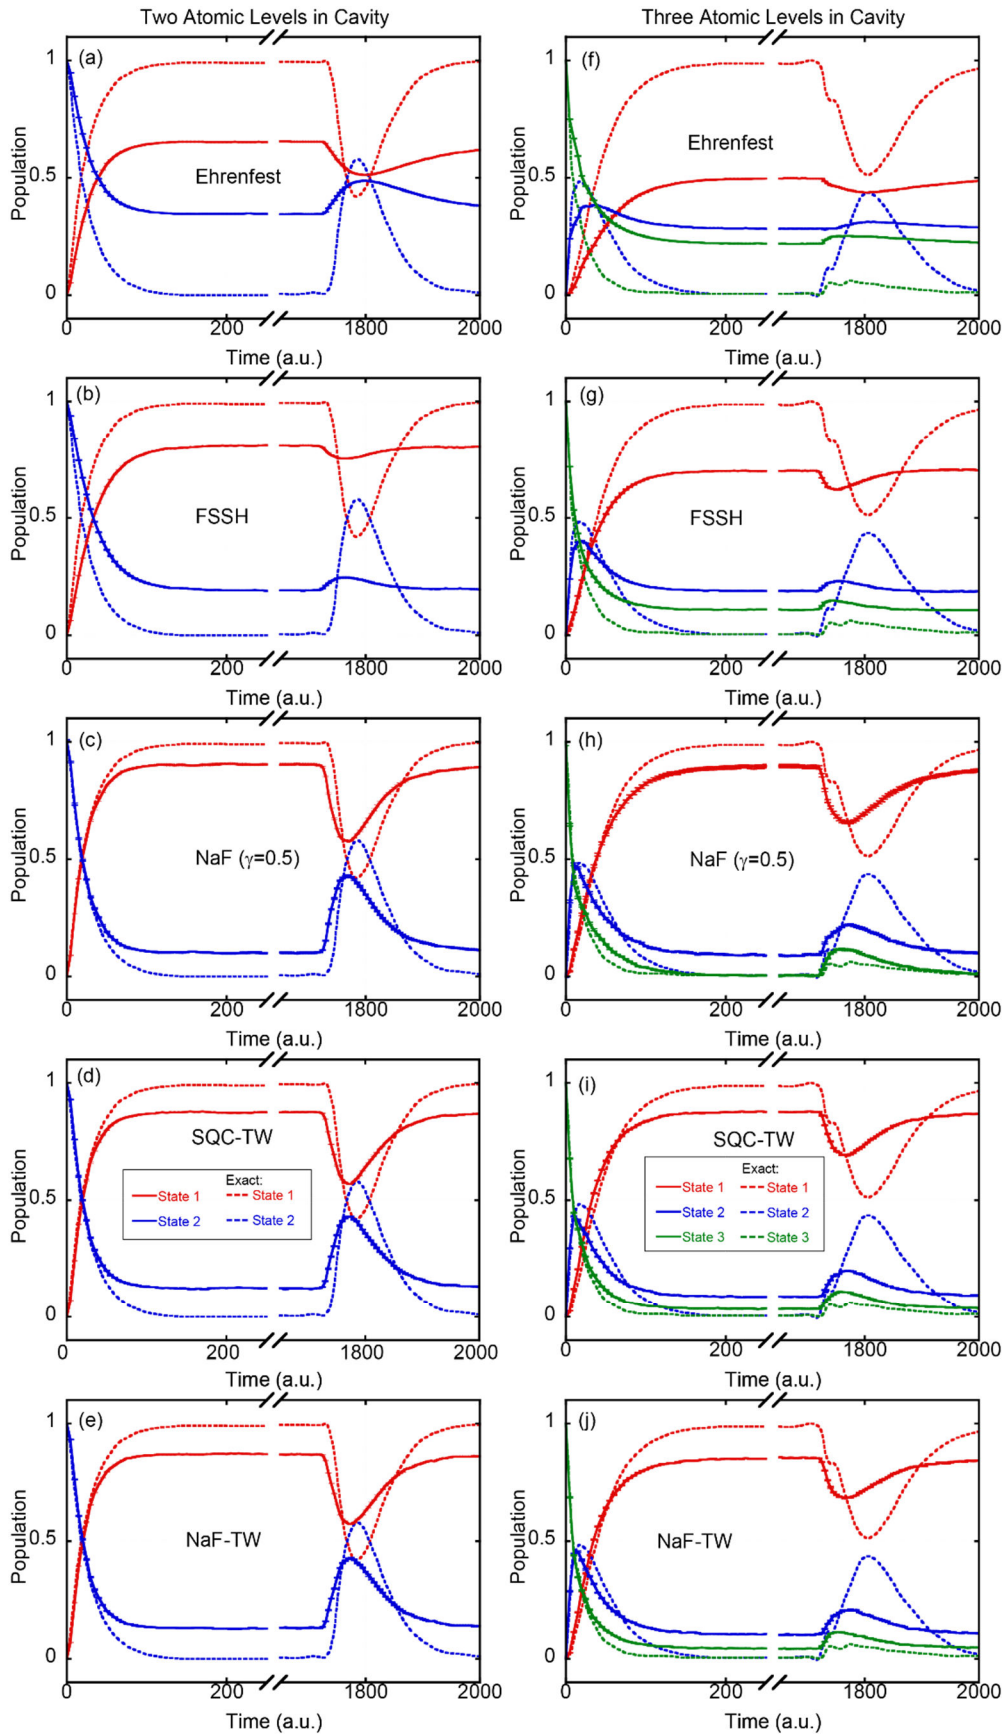 Two Atomic Levels in Cavity
Three Atomic Levels in Cavity
(a)
Ehrenfest
Population
1
0.5
0
0
200
1800
2000
Time (a.u.)
(f)
Ehrenfest
Population
1
0.5
0
0
200
1800
2000
Time (a.u.)
(b)
FSSH
Population
1
0.5
0
0
200
1800
2000
Time (a.u.)
(g)
FSSH
Population
1
0.5
0
0
200
1800
2000
Time (a.u.)
(c)
NaF (γ=0.5)
Population
1
0.5
0
0
200
1800
2000
Time (a.u.)
(h)
NaF (γ=0.5)
Population
1
0.5
0
0
200
1800
2000
Time (a.u.)
(d)
SQC-TW
Exact:
State 1 State 1
State 2 State 2
Population
1
0.5
0
0
200
1800
2000
Time (a.u.)
(i)
SQC-TW
Exact:
State 1 State 1
State 2 State 2
State 3 State 3
Population
1
0.5
0
0
200
1800
2000
Time (a.u.)
(e)
NaF-TW
Population
1
0.5
0
0
200
1800
2000
Time (a.u.)
(j)
NaF-TW
Population
1
0.5
0
0
200
1800
2000
Time (a.u.)